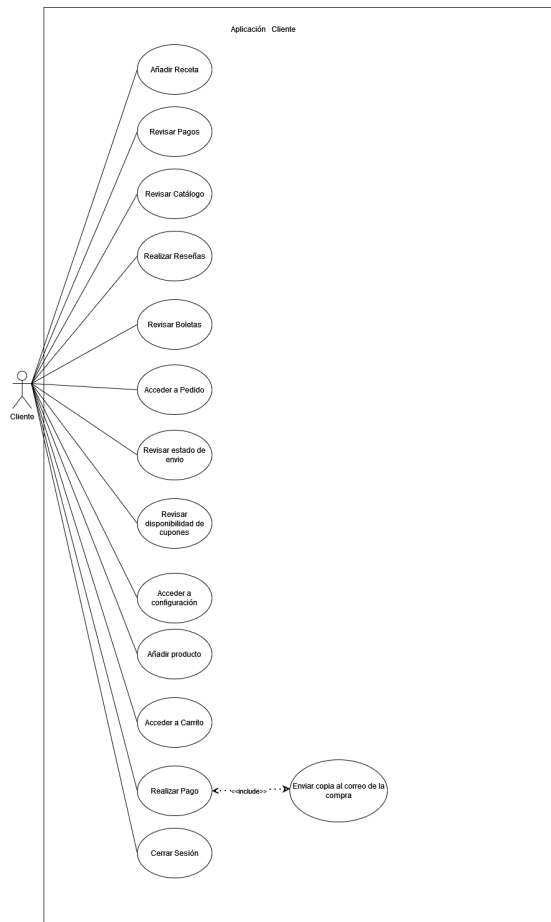 Aplicación Cliente
Añadir Receta
Revisar Pagos
Revisar Catálogo
Realizar Reseñas
Revisar Boletas
Acceder a Pedido
Cliente
Revisar estado de
envio
Revisar
disponibilidad de
cupones
Acceder a
configuración
Añadir producto
Acceder a Carrito
Realizar Pago
<<include>>
Enviar copia al correo de la
compra
Cerrar Sesión